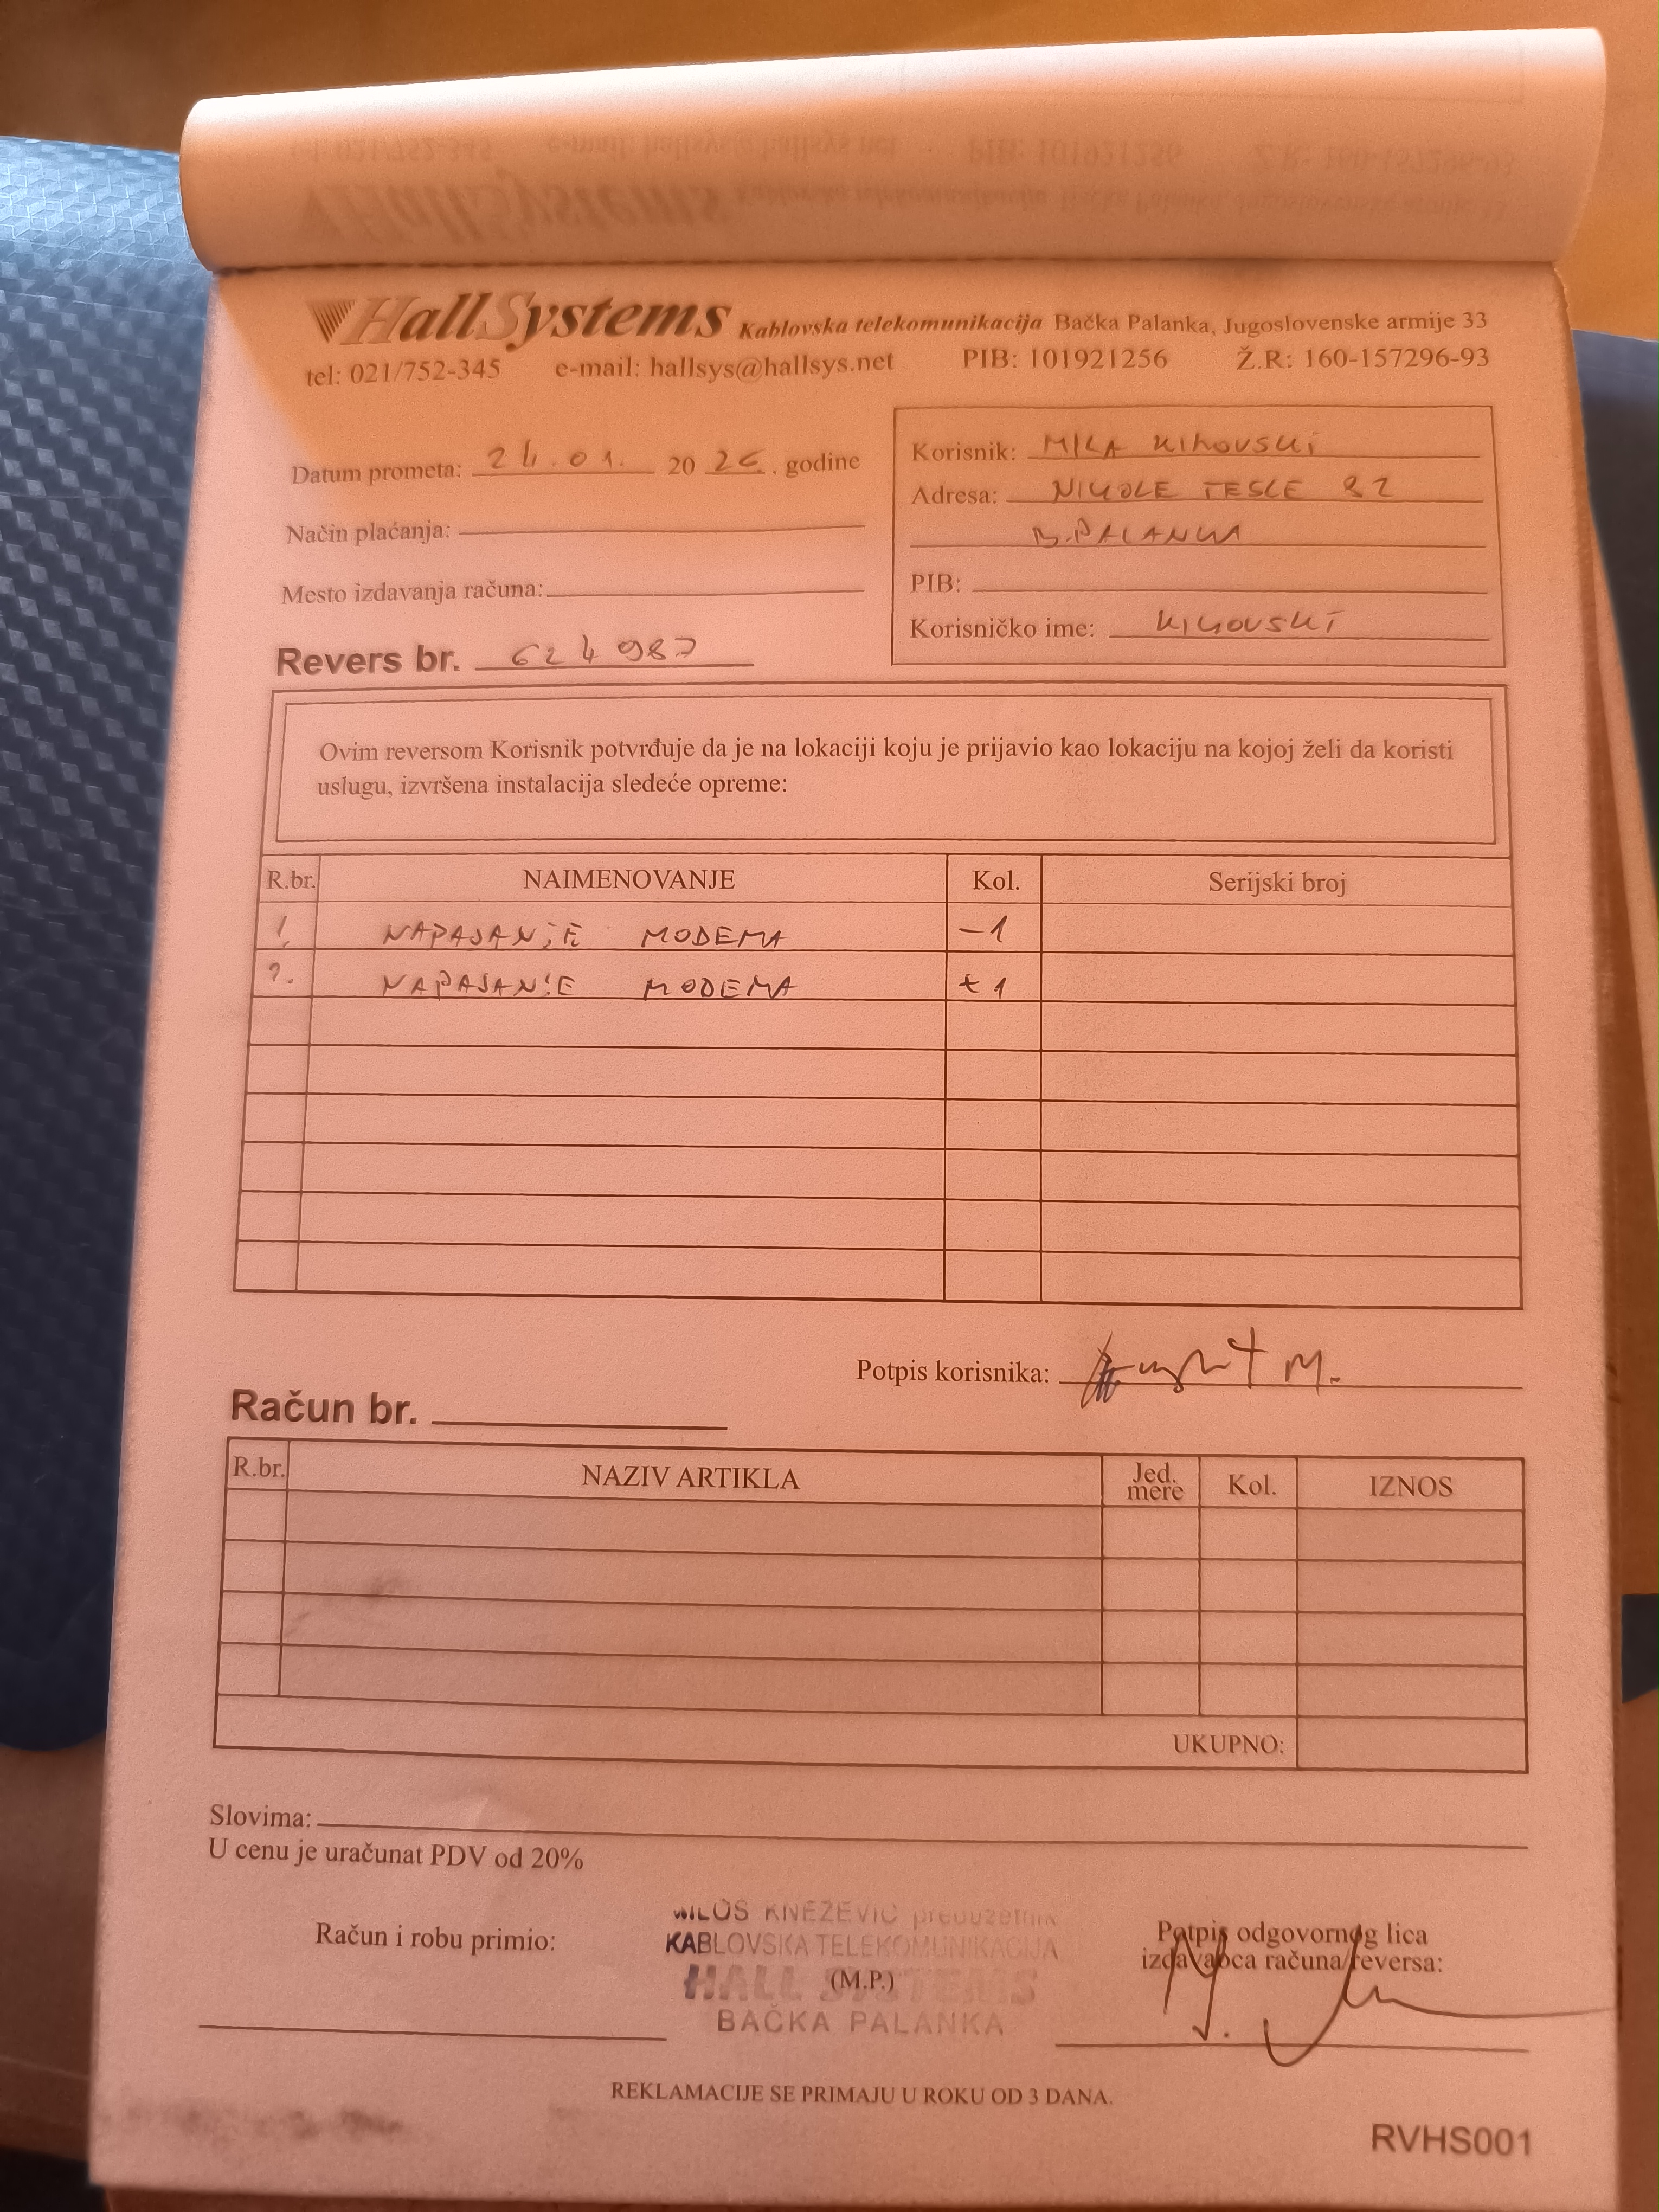 HallSystems Kablovska telekomunikacija Bačka Palanka, Jugoslovenske armije 33
tel: 021/752-345 e-mail: hallsys@hallsys.net PIB: 101921256 Ž.R: 160-157296-93
Datum prometa: 24.01. 2026. godine
Način plaćanja:
Mesto izdavanja računa:
Revers br. 624987
Korisnik: MILA
Adresa: NIKOLE TESLE 82
B.PALANKA
PIB:
Korisničko ime:
Ovim reversom Korisnik potvrđuje da je na lokaciji koju je prijavio kao lokaciju na kojoj želi da koristi
uslugu, izvršena instalacija sledeće opreme:
R.br. NAIMENOVANJE Kol. Serijski broj
1. NAPAJANJE MODEMA -1
2. NAPAJANJE MODEMA +1
Potpis korisnika:
Račun br.
R.br. NAZIV ARTIKLA Jed. mere Kol. IZNOS
UKUPNO:
Slovima:
U cenu je uračunat PDV od 20%
Račun i robu primio:
MILOŠ KNEŽEVIĆ preduzetnik
KABLOVSKA TELEKOMUNIKACIJA
HALL SYSTEMS
(M.P.)
BAČKA PALANKA
Potpis odgovornog lica
izdavaoca računa/reversa:
REKLAMACIJE SE PRIMAJU U ROKU OD 3 DANA.
RVHS001